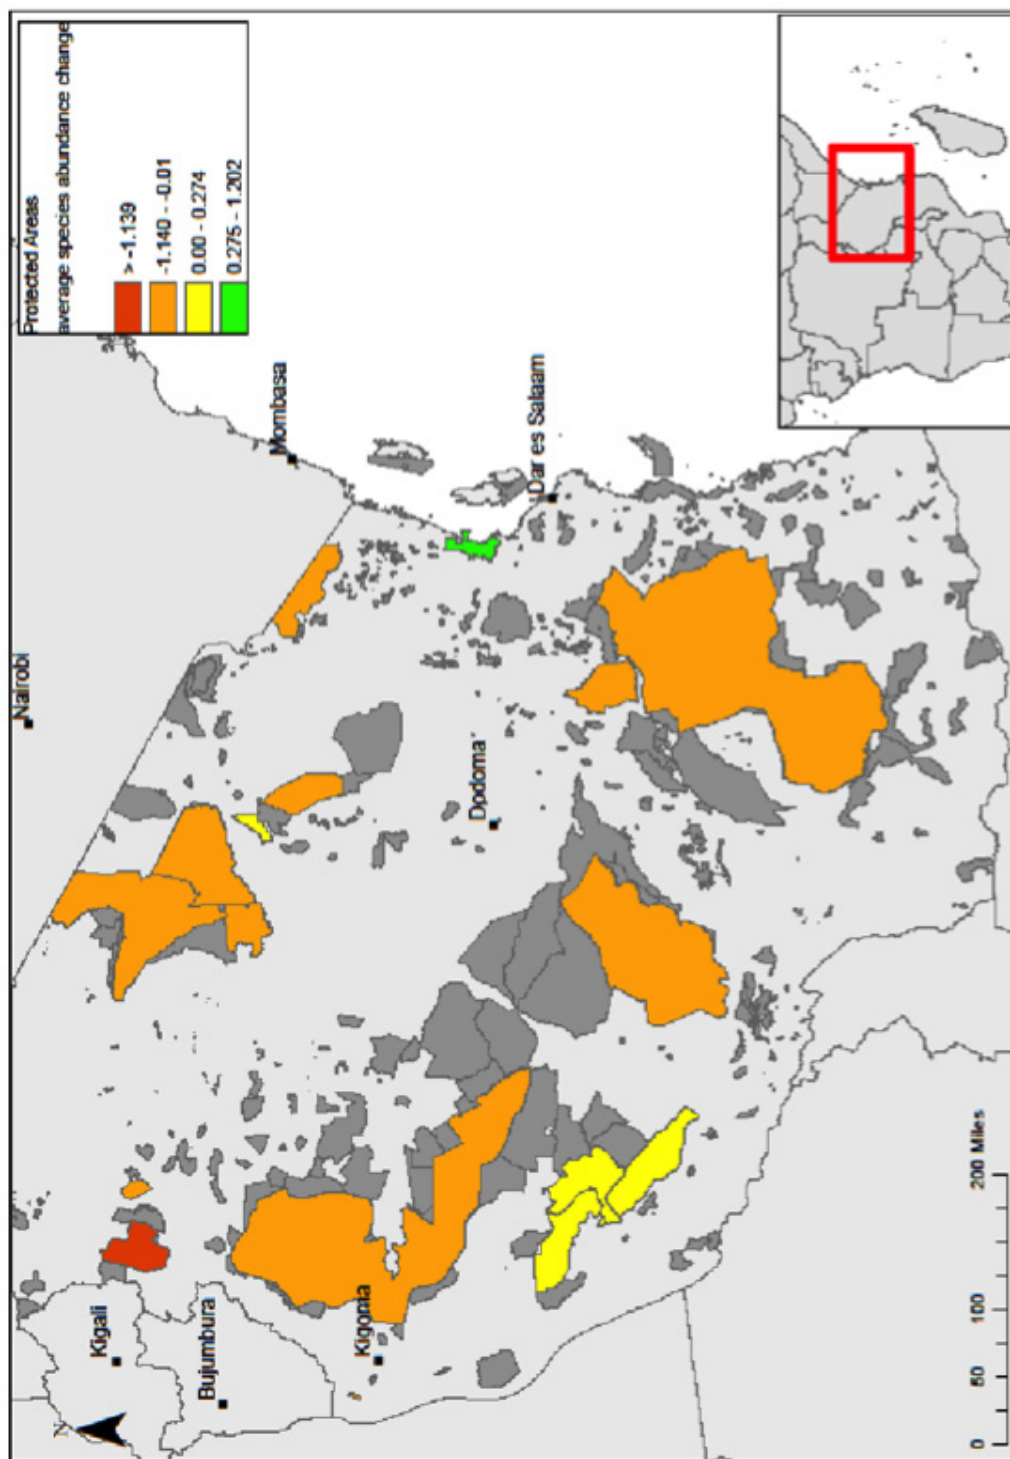 Protected Areas
average species abundance change
> -1.139
-1.140 - -0.01
0.00 - 0.274
0.275 - 1.202
Nairobi
Mombasa
Kigali
Bujumbura
Kigoma
Dodoma
Dar es Salaam
N
0 50 100 200 Miles